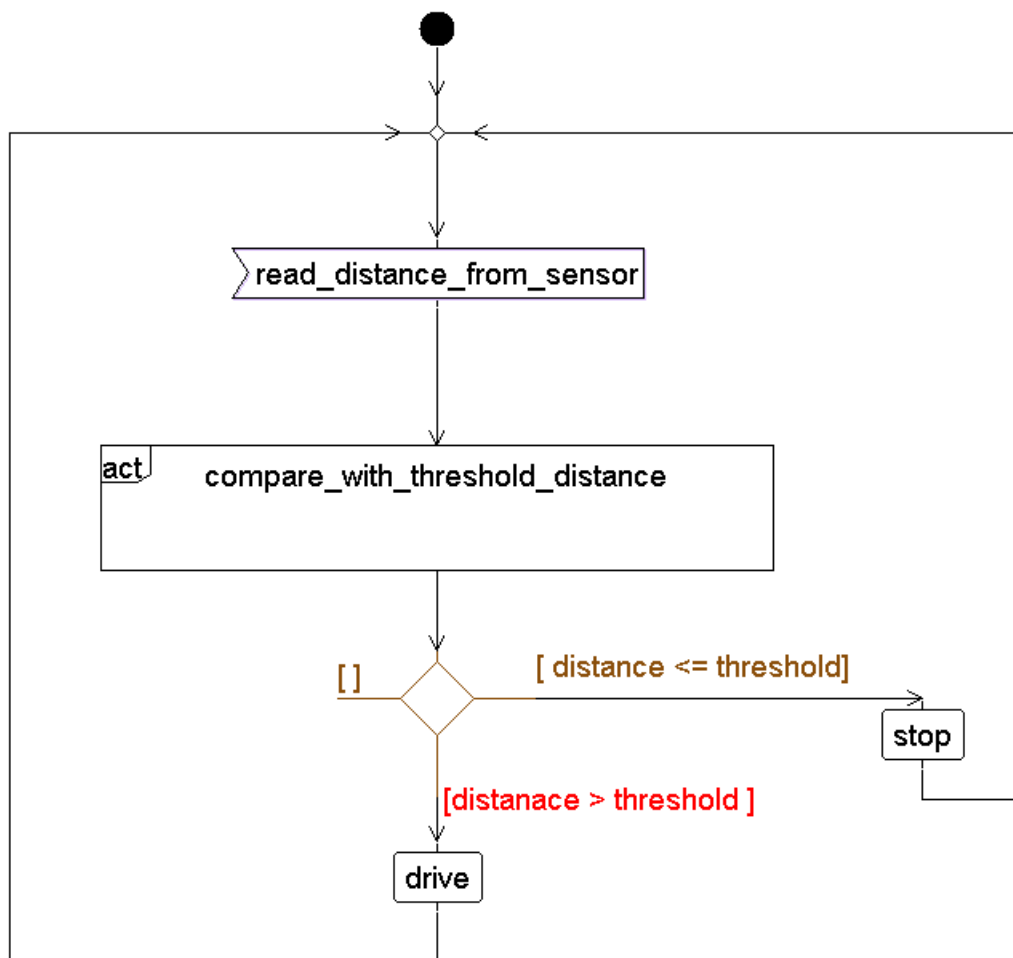 read_distance_from_sensor
act
compare_with_threshold_distance
[ ]
[ distance <= threshold]
stop
[distanace > threshold ]
drive